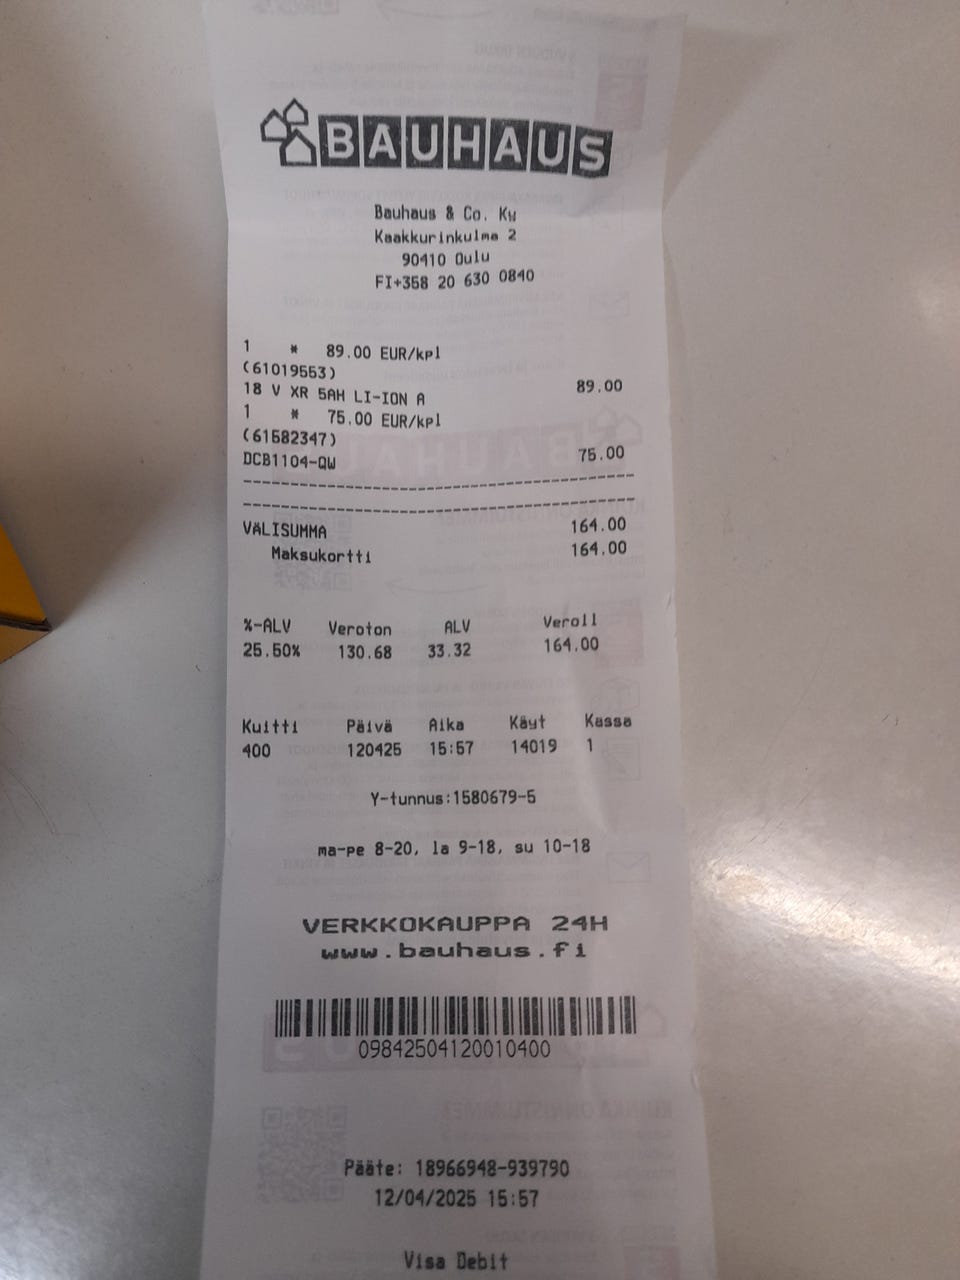 BAUHAUS
Bauhaus & Co. Ky
Kaakkurinkulma 2
90410 Oulu
FI+358 20 630 0840
1 * 89.00 EUR/kpl
(61019553)
18 V XR 5AH LI-ION A 89.00
1 * 75.00 EUR/kpl
(61582347)
DCB1104-QW 75.00
VÄLISUMMA 164.00
Maksukortti 164.00
%-ALV Veroton ALV Veroll
25.50% 130.68 33.32 164.00
Kuitti Päivä Aika Käyt Kassa
400 120425 15:57 14019 1
Y-tunnus:1580679-5
ma-pe 8-20, la 9-18, su 10-18
VERKKOKAUPPA 24H
www.bauhaus.fi
09842504120010400
Pääte: 18966948-939790
12/04/2025 15:57
Visa Debit